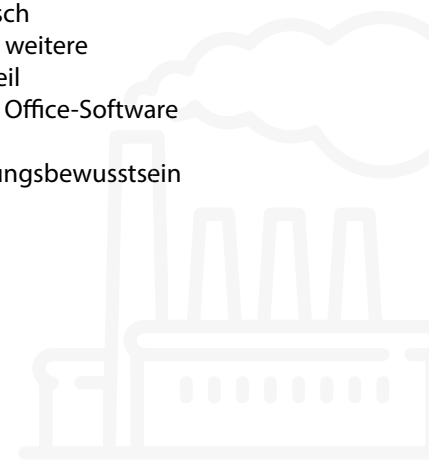 sch
weitere
eil
Office-Software
ungsbewusstsein